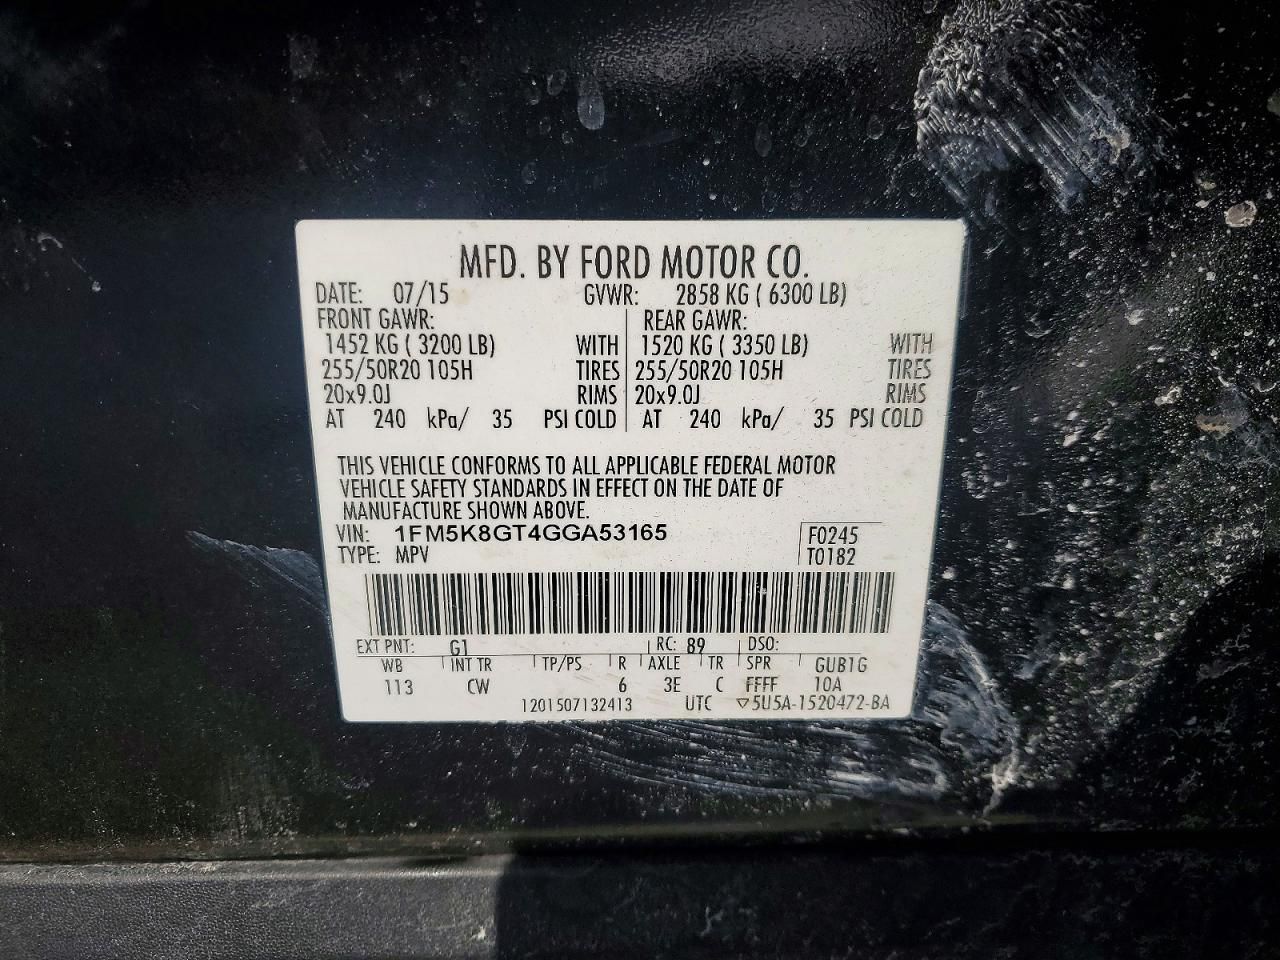 MFD. BY FORD MOTOR CO.
DATE: 07/15 GVWR: 2858 KG ( 6300 LB)
FRONT GAWR: REAR GAWR:
1452 KG ( 3200 LB) WITH 1520 KG ( 3350 LB) WITH
255/50R20 105H TIRES 255/50R20 105H TIRES
20x9.0J RIMS 20x9.0J RIMS
AT 240 kPa/ 35 PSI COLD AT 240 kPa/ 35 PSI COLD
THIS VEHICLE CONFORMS TO ALL APPLICABLE FEDERAL MOTOR
VEHICLE SAFETY STANDARDS IN EFFECT ON THE DATE OF
MANUFACTURE SHOWN ABOVE.
VIN: 1FM5K8GT4GGA53165 F0245
TYPE: MPV T0182
EXT PNT: G1 RC: 89 DSO:
WB INT TR TP/PS R AXLE TR SPR GUB1G
113 CW 6 3E C FFFF 10A
1201507132413 UTC ▽5U5A-1520472-BA